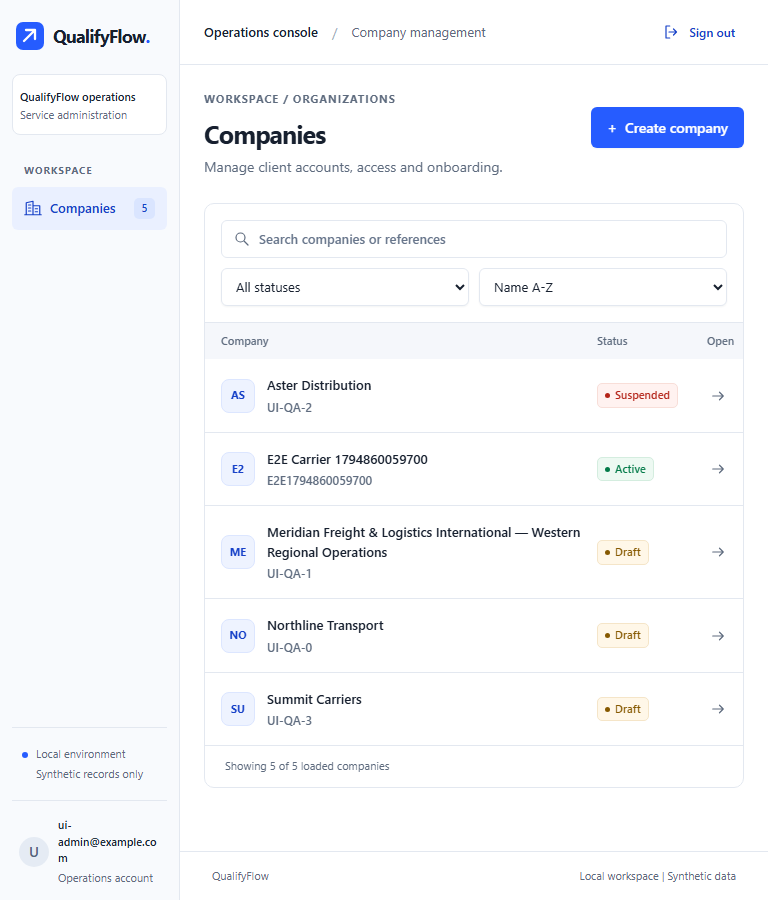 QualifyFlow.
QualifyFlow operations
Service administration
WORKSPACE
Companies 5
Local environment
Synthetic records only
U
ui-
admin@example.co
m
Operations account
Operations console / Company management
Sign out
WORKSPACE / ORGANIZATIONS
Companies
Manage client accounts, access and onboarding.
+ Create company
Search companies or references
All statuses
Name A-Z
Company Status Open
AS
Aster Distribution
UI-QA-2
Suspended
E2
E2E Carrier 1794860059700
E2E1794860059700
Active
ME
Meridian Freight & Logistics International — Western
Regional Operations
UI-QA-1
Draft
NO
Northline Transport
UI-QA-0
Draft
SU
Summit Carriers
UI-QA-3
Draft
Showing 5 of 5 loaded companies
QualifyFlow
Local workspace | Synthetic data